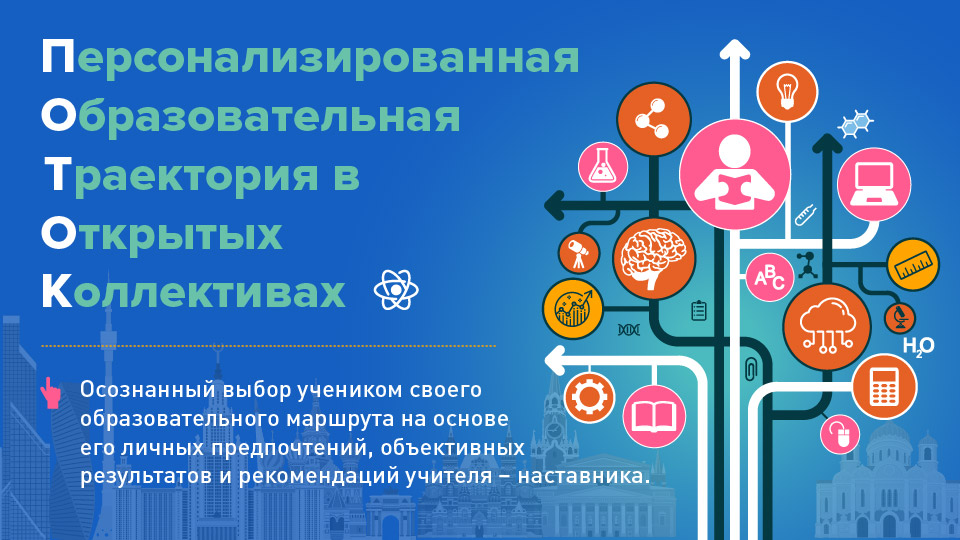 Персонализированная
Образовательная
Траектория в
Открытых
Коллективах
Осознанный выбор учеником своего
образовательного маршрута на основе
его личных предпочтений, объективных
результатов и рекомендаций учителя – наставника.
ABC
H2O